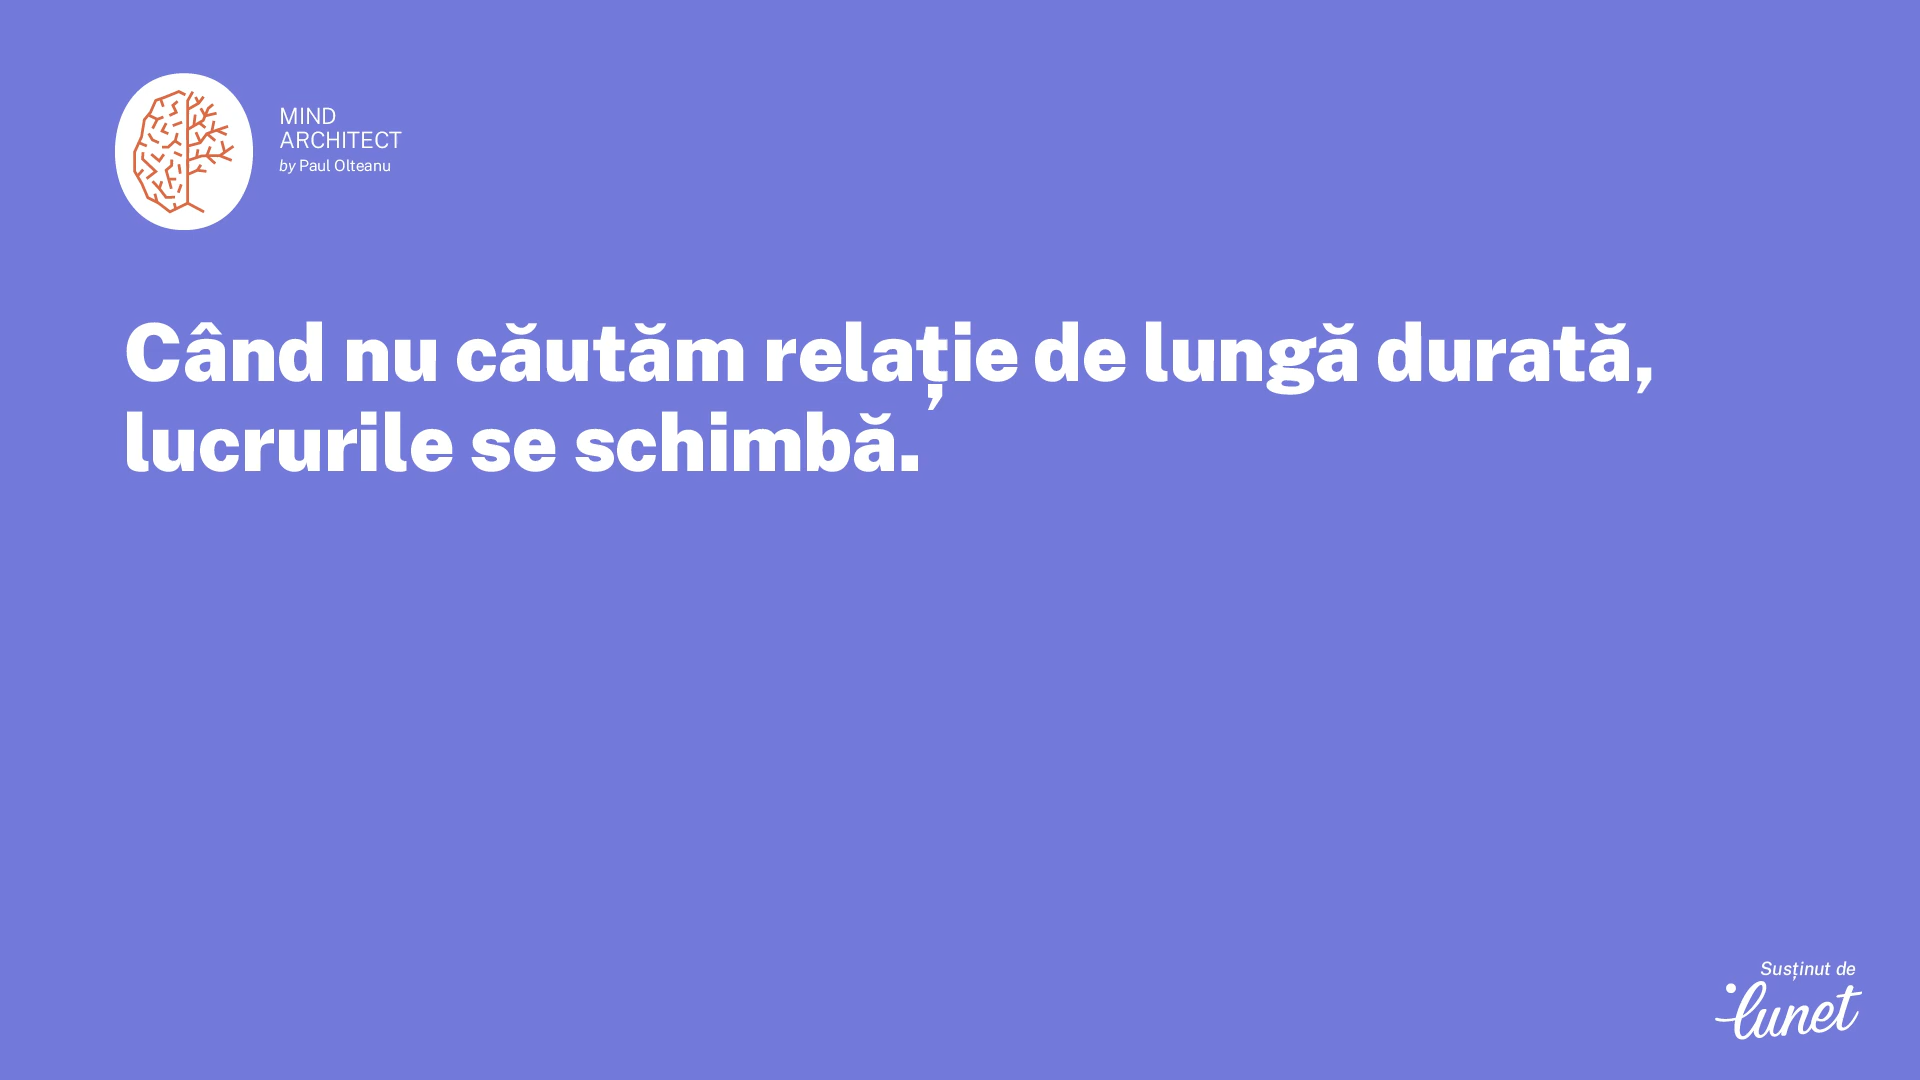 MIND
ARCHITECT
by Paul Olteanu
Când nu căutăm relație de lungă durată,
lucrurile se schimbă.
Susținut de
lunet